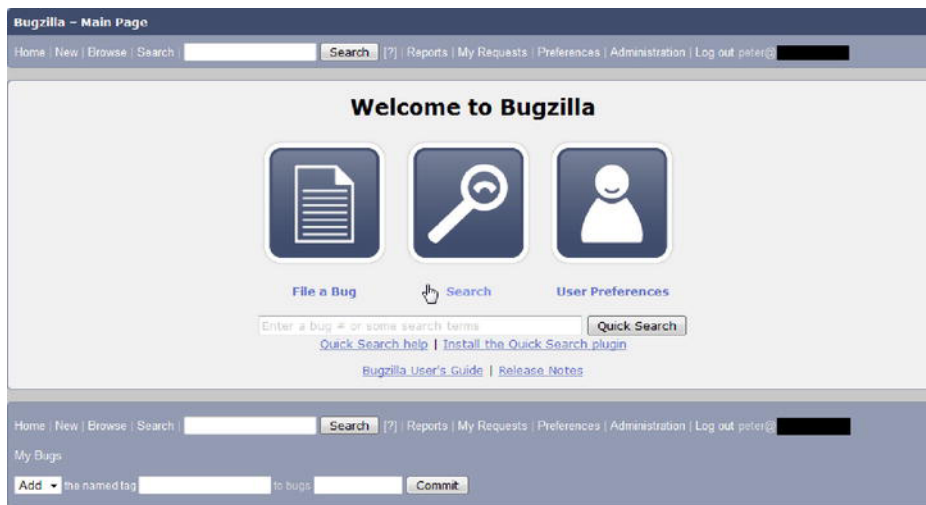 Bugzilla – Main Page
Home | New | Browse | Search | Search [?] | Reports | My Requests | Preferences | Administration | Log out peter@
Welcome to Bugzilla
File a Bug Search User Preferences
Enter a bug # or some search terms Quick Search
Quick Search help | Install the Quick Search plugin
Bugzilla User's Guide | Release Notes
Home | New | Browse | Search | Search [?] | Reports | My Requests | Preferences | Administration | Log out peter@
My Bugs
Add the named tag to bugs Commit